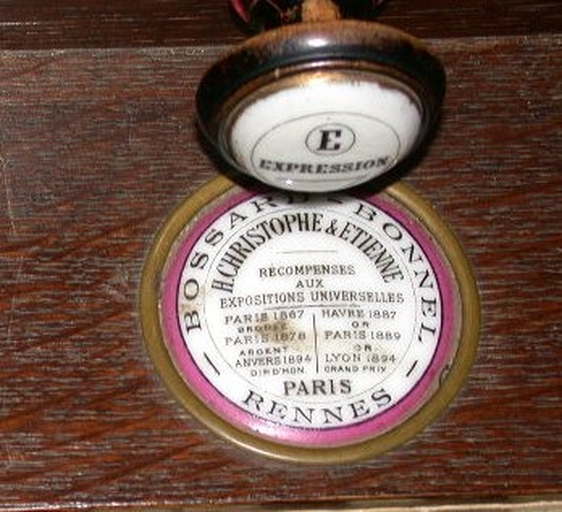 E
EXPRESSION
BOSSARD-BONNEL
H.CHRISTOPHE & ETIENNE
RÉCOMPENSES
AUX
EXPOSITIONS UNIVERSELLES
PARIS 1867
BRONZE
PARIS 1878
ARGENT
ANVERS 1894
DIP. D'HON.
HAVRE 1887
OR
PARIS 1889
OR
LYON 1894
GRAND PRIX
PARIS
— RENNES —